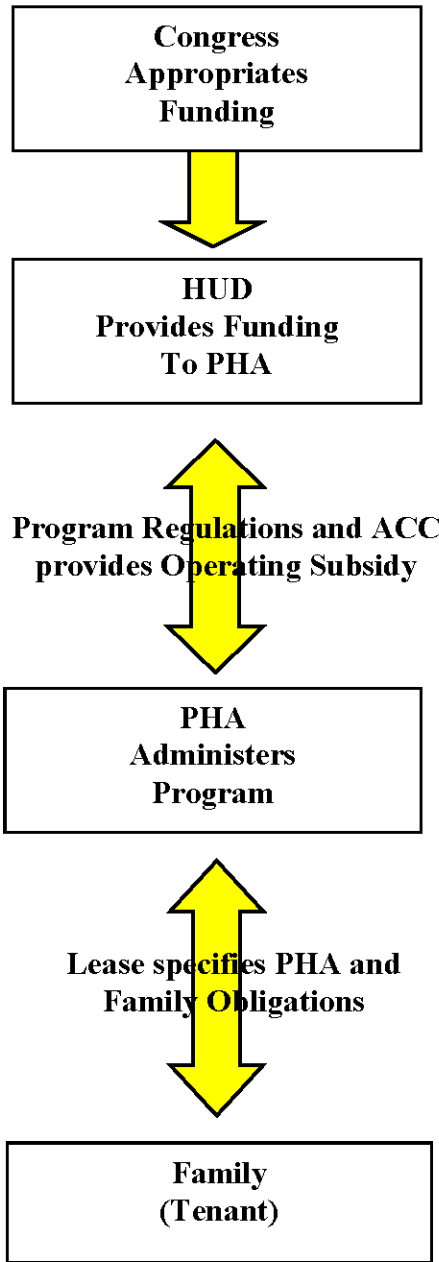 Congress
Appropriates
Funding
HUD
Provides Funding
To PHA
Program Regulations and ACC
provides Operating Subsidy
PHA
Administers
Program
Lease specifies PHA and
Family Obligations
Family
(Tenant)